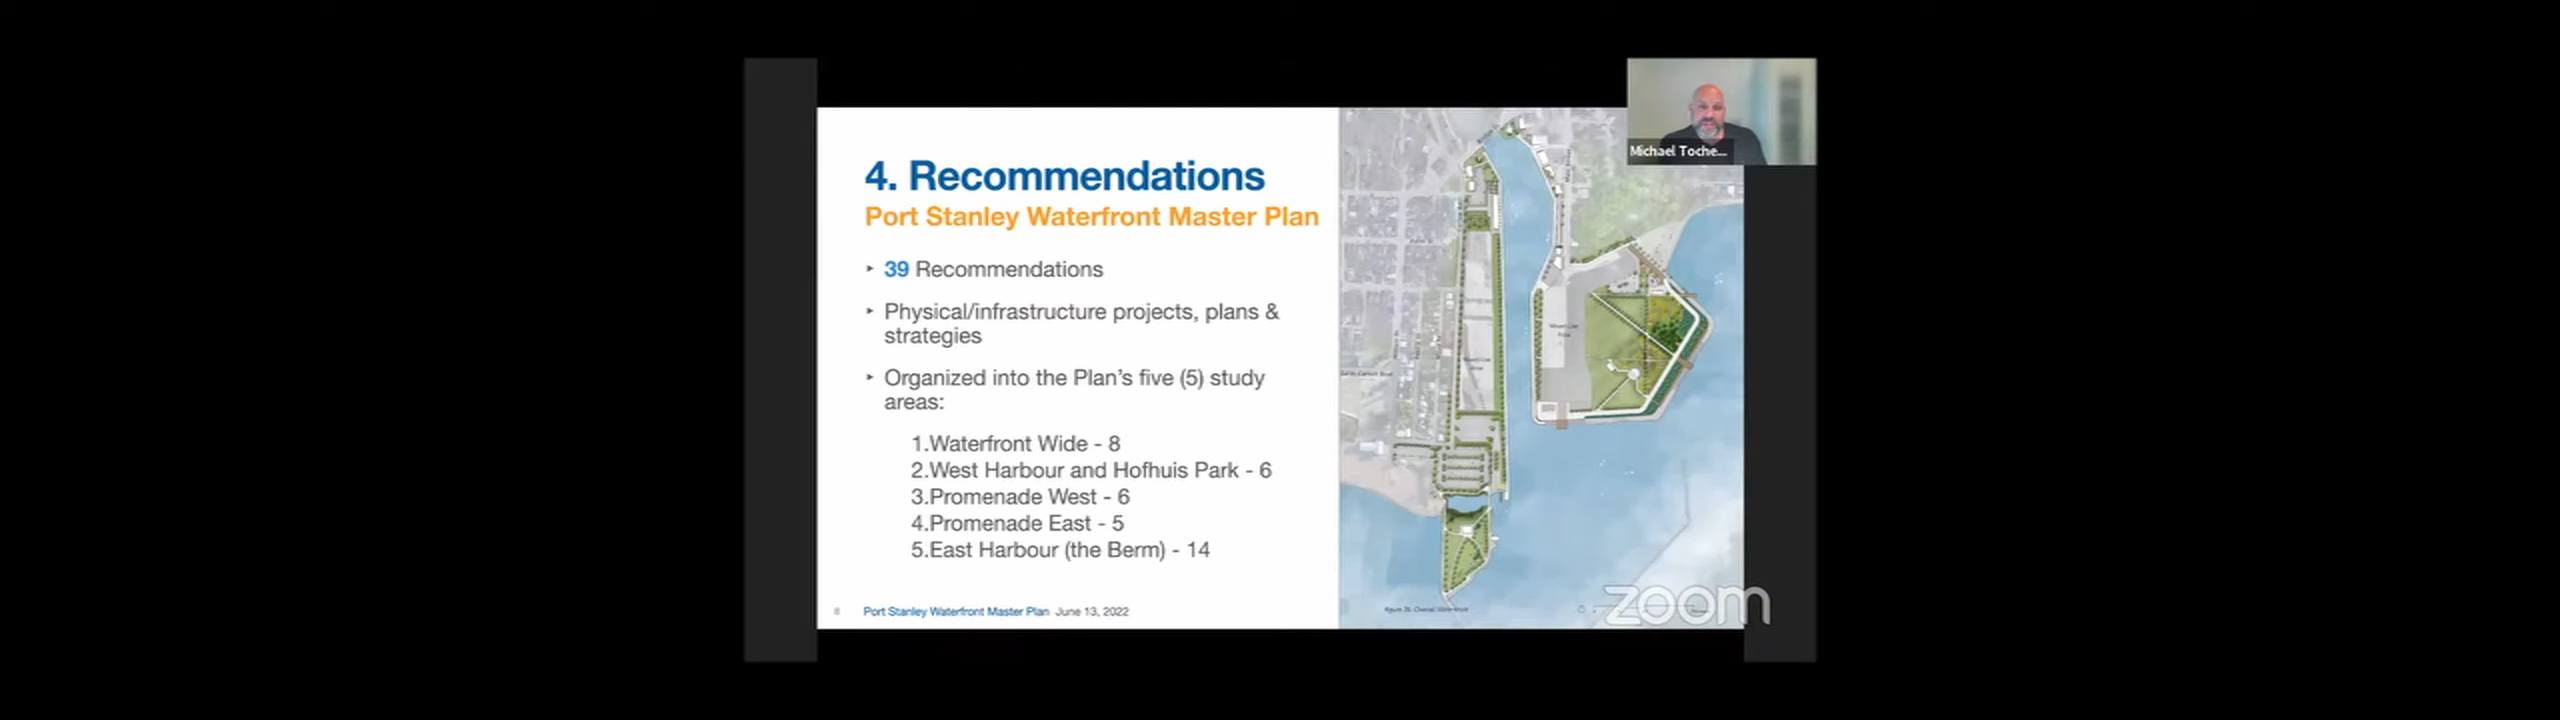 Michael Toche...
4. Recommendations
Port Stanley Waterfront Master Plan
‣ 39 Recommendations
‣ Physical/infrastructure projects, plans &
strategies
‣ Organized into the Plan's five (5) study
areas:
1.Waterfront Wide - 8
2.West Harbour and Hofhuis Park - 6
3.Promenade West - 6
4.Promenade East - 5
5.East Harbour (the Berm) - 14
Port Stanley Waterfront Master Plan June 13, 2022
zoom